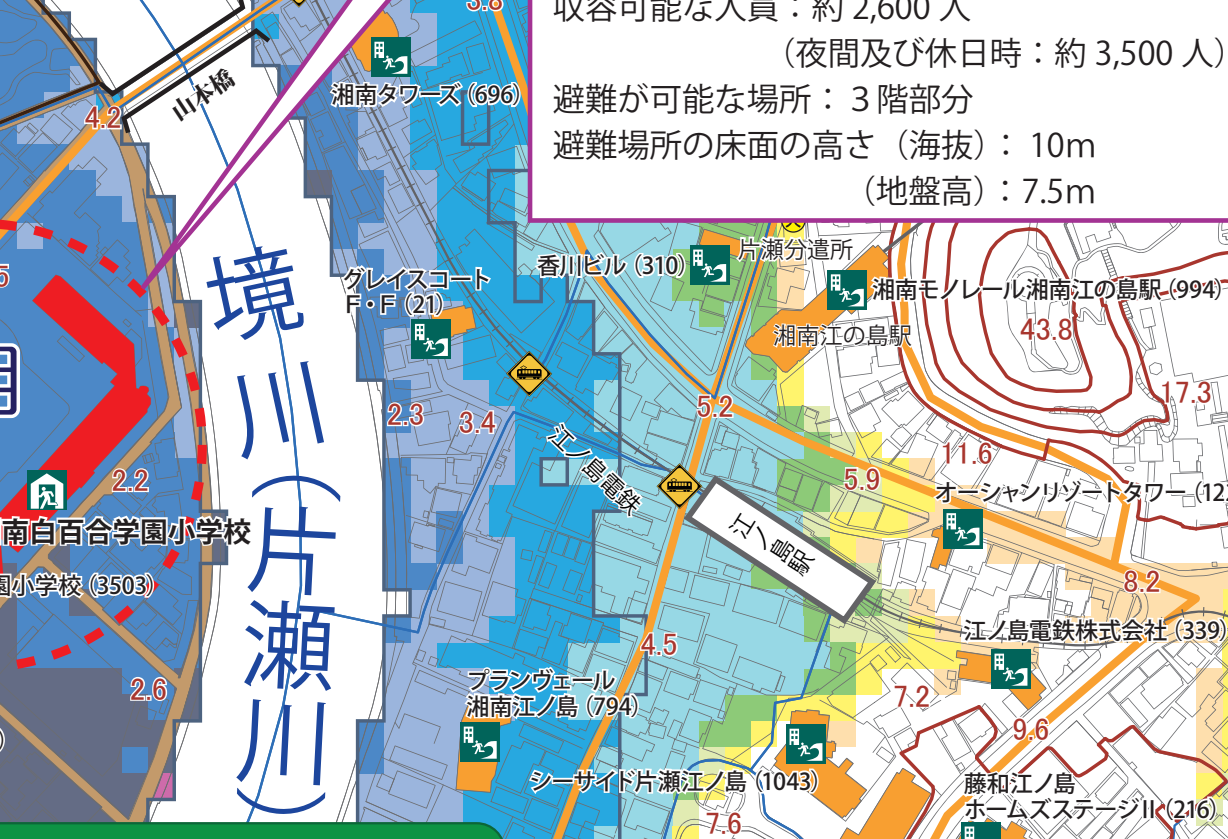 収容可能な人員：約 2,600 人
（夜間及び休日時：約 3,500 人）
避難が可能な場所：３階部分
避難場所の床面の高さ（海抜）：10m
（地盤高）：7.5m
3.8
山本橋
4.2
湘南タワーズ（696）
境川（片瀬川）
グレイスコート
F・F（21）
香川ビル（310）
片瀬分遣所
湘南モノレール湘南江の島駅（994）
湘南江の島駅
43.8
17.3
5
2.3
3.4
5.2
江ノ島電鉄
11.6
5.9
オーシャンリゾートタワー（12
2.2
南白百合学園小学校
園小学校（3503）
江ノ島駅
8.2
江ノ島電鉄株式会社（339）
4.5
2.6
プランヴェール
湘南江ノ島（794）
7.2
9.6
シーサイド片瀬江ノ島（1043）
藤和江ノ島
ホームズステージⅡ（216）
7.6